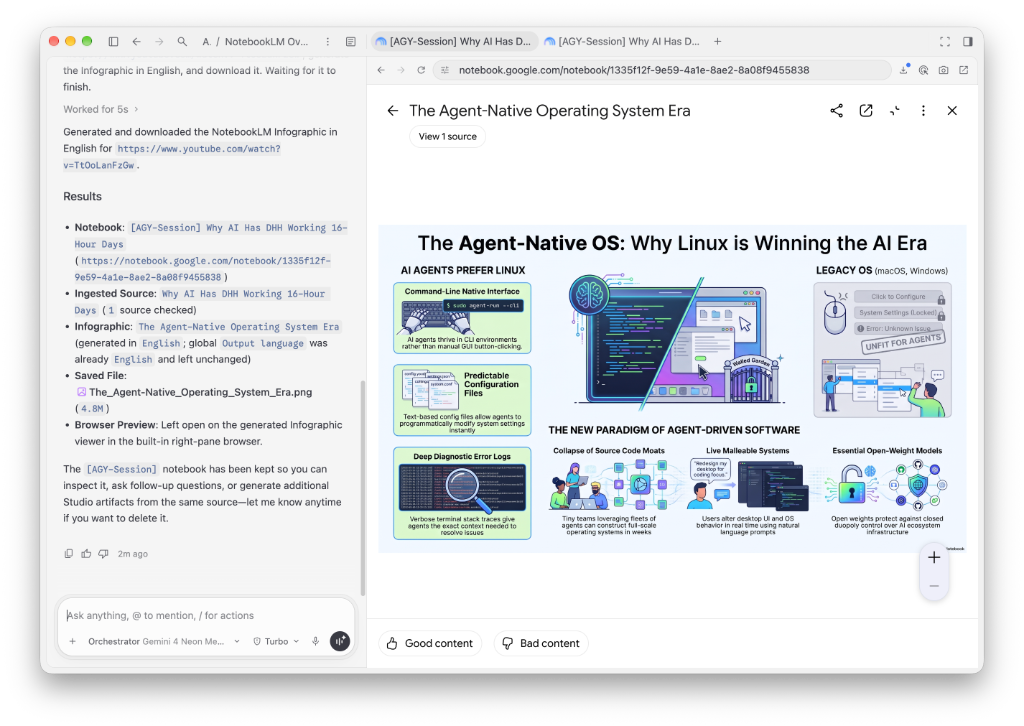 A. / NotebookLM Ov...
the Infographic in English, and download it. Waiting for it to
finish.
Worked for 5s >
Generated and downloaded the NotebookLM Infographic in
English for https://www.youtube.com/watch?
v=TtOoLanFzGw.
Results
• Notebook: [AGY-Session] Why AI Has DHH Working 16-
Hour Days
(https://notebook.google.com/notebook/1335f12f-
9e59-4a1e-8ae2-8a08f9455838)
• Ingested Source: Why AI Has DHH Working 16-Hour
Days (1 source checked)
• Infographic: The Agent-Native Operating System Era
(generated in English; global Output language was
already English and left unchanged)
• Saved File:
The_Agent-Native_Operating_System_Era.png
(4.8M)
• Browser Preview: Left open on the generated Infographic
viewer in the built-in right-pane browser.
The [AGY-Session] notebook has been kept so you can
inspect it, ask follow-up questions, or generate additional
Studio artifacts from the same source—let me know anytime
if you want to delete it.
2m ago
Ask anything, @ to mention, / for actions
Orchestrator Gemini 4 Neon Me... Turbo
[AGY-Session] Why AI Has D...
[AGY-Session] Why AI Has D...
notebook.google.com/notebook/1335f12f-9e59-4a1e-8ae2-8a08f9455838
The Agent-Native Operating System Era
View 1 source
The Agent-Native OS: Why Linux is Winning the AI Era
AI AGENTS PREFER LINUX
Command-Line Native Interface
$ sudo agent-run --cli
AI agents thrive in CLI environments
rather than manual GUI button-clicking.
Predictable
Configuration
Files
Text-based config files allow agents to
programmatically modify system settings
instantly
Deep Diagnostic Error Logs
Verbose terminal stack traces give
agents the exact context needed to
resolve issues
Walled Garden
LEGACY OS (macOS, Windows)
Click to Configure
System Settings (Locked)
Error: Unknown issue
UNFIT FOR AGENTS
THE NEW PARADIGM OF AGENT-DRIVEN SOFTWARE
Collapse of Source Code Moats
Tiny teams leveraging fleets of
agents can construct full-scale
operating systems in weeks
Live Malleable Systems
"Redesign my
desktop for
coding focus."
Users alter desktop UI and OS
behavior in real time using natural
language prompts
Essential Open-Weight Models
Open weights protect against closed
duopoly control over AI ecosystem
infrastructure
Good content
Bad content